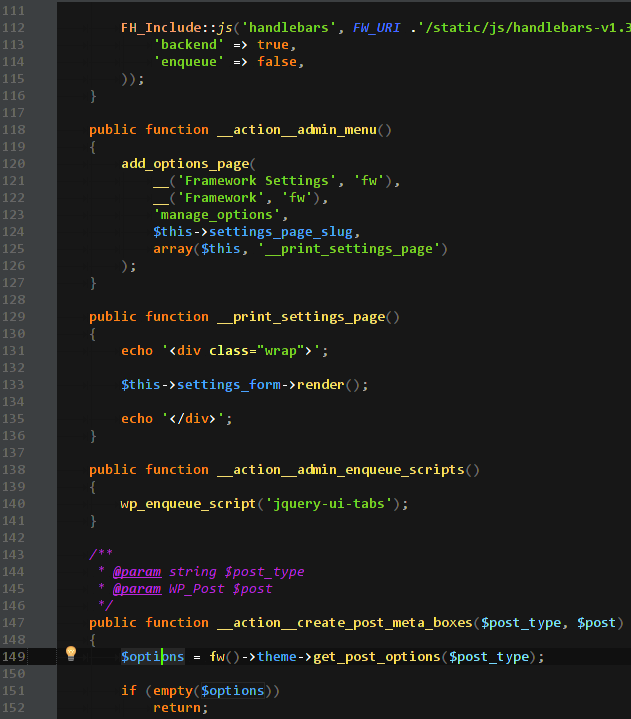 111
112 FH_Include::js('handlebars', FW_URI .'/static/js/handlebars-v1.3
113 'backend' => true,
114 'enqueue' => false,
115 ));
116 }
117
118 public function __action__admin_menu()
119 {
120 add_options_page(
121 __('Framework Settings', 'fw'),
122 __('Framework', 'fw'),
123 'manage_options',
124 $this->settings_page_slug,
125 array($this, '__print_settings_page')
126 );
127 }
128
129 public function __print_settings_page()
130 {
131 echo '<div class="wrap">';
132
133 $this->settings_form->render();
134
135 echo '</div>';
136 }
137
138 public function __action__admin_enqueue_scripts()
139 {
140 wp_enqueue_script('jquery-ui-tabs');
141 }
142
143 /**
144 * @param string $post_type
145 * @param WP_Post $post
146 */
147 public function __action__create_post_meta_boxes($post_type, $post)
148 {
149 $options = fw()->theme->get_post_options($post_type);
150
151 if (empty($options))
152 return;